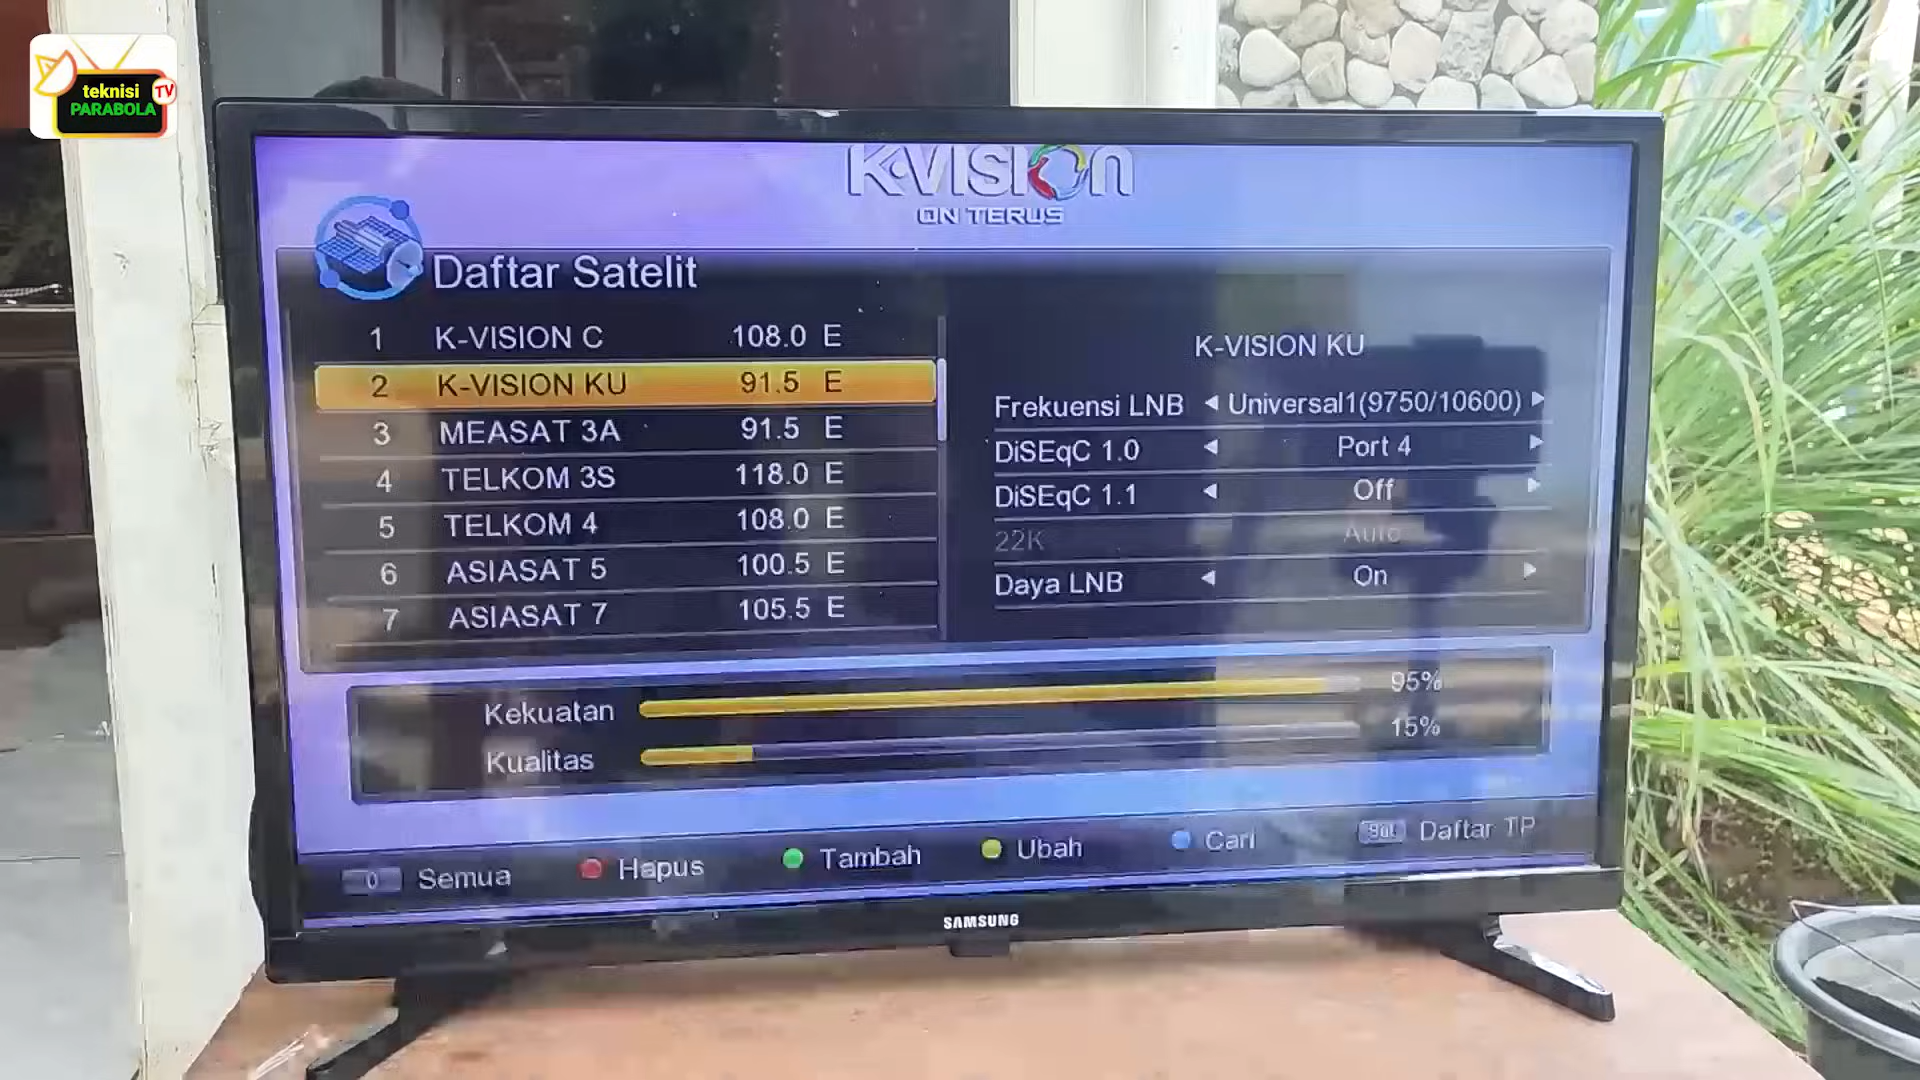 teknisi TV
PARABOLA
K-VISION
ON TERUS
Daftar Satelit
1 K-VISION C 108.0 E
2 K-VISION KU 91.5 E
3 MEASAT 3A 91.5 E
4 TELKOM 3S 118.0 E
5 TELKOM 4 108.0 E
6 ASIASAT 5 100.5 E
7 ASIASAT 7 105.5 E
K-VISION KU
Frekuensi LNB Universal1(9750/10600)
DiSEqC 1.0 Port 4
DiSEqC 1.1 Off
22K Auto
Daya LNB On
Kekuatan 95%
Kualitas 15%
0 Semua Hapus Tambah Ubah Cari Sat Daftar TP
SAMSUNG